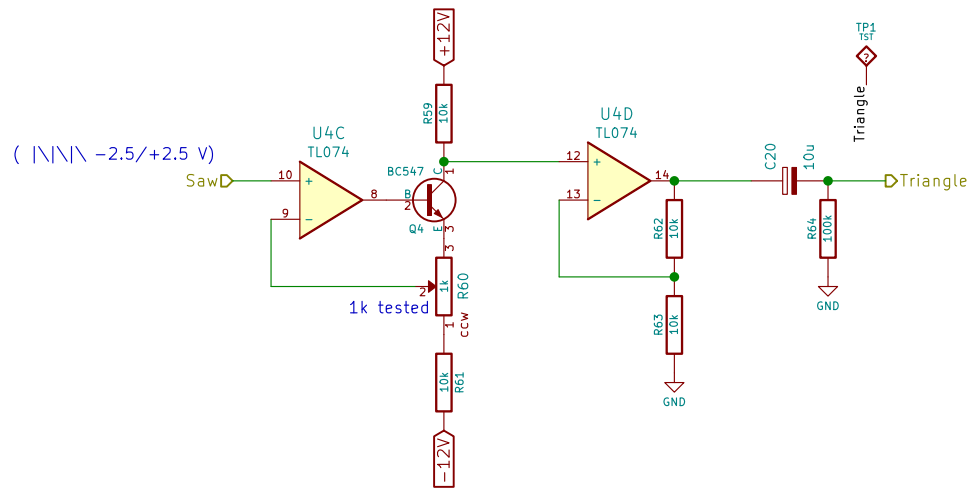 +12V
R59
10k
( |\|\|\ -2.5/+2.5 V)
Saw
U4C
TL074
10
+
9
-
8
BC547
B
2
C
1
E
3
Q4
3
R60
1k
2
1k tested
1
ccw
R61
10k
-12V
U4D
TL074
12
+
13
-
14
R62
10k
R63
10k
GND
C20
10u
R64
100k
GND
Triangle
TP1
TST
?
Triangle